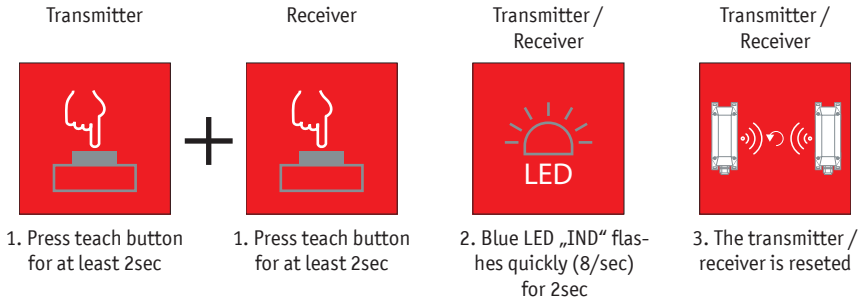 Transmitter
Receiver
Transmitter /
Receiver
Transmitter /
Receiver
LED
1. Press teach button
for at least 2sec
1. Press teach button
for at least 2sec
2. Blue LED „IND“ flas-
hes quickly (8/sec)
for 2sec
3. The transmitter /
receiver is reseted